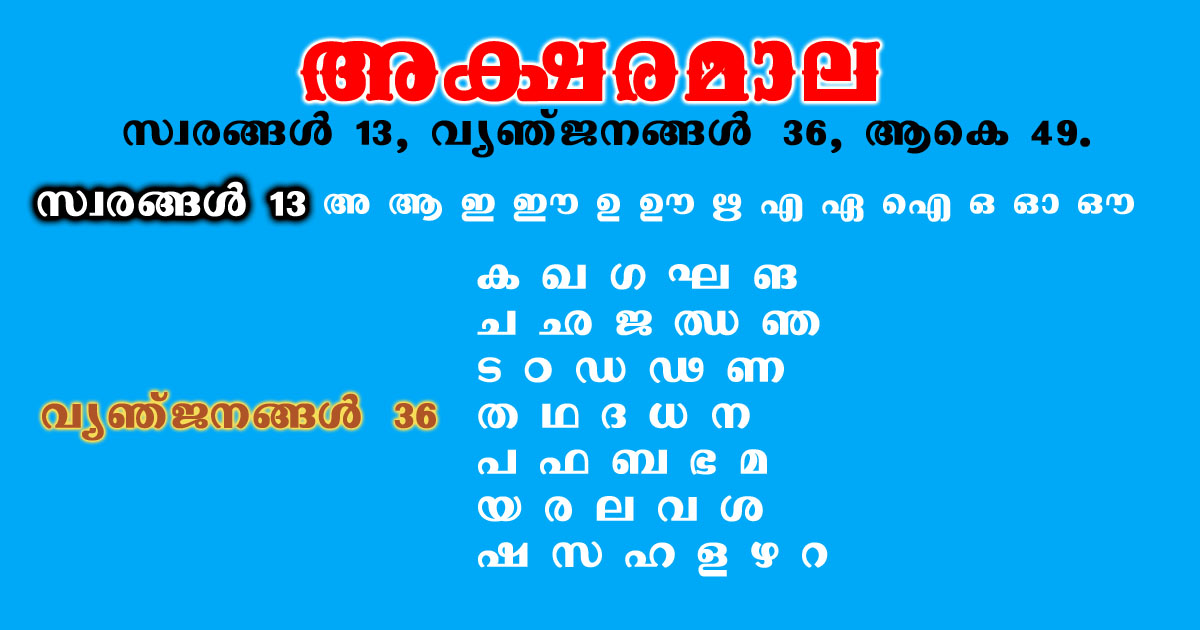 അക്ഷരമാല
സ്വരങ്ങൾ 13, വ്യഞ്ജനങ്ങൾ 36, ആകെ 49.
സ്വരങ്ങൾ 13 അ ആ ഇ ഈ ഉ ഊ ഋ എ ഏ ഐ ഒ ഓ ഔ
ക ഖ ഗ ഘ ങ
ച ഛ ജ ഝ ഞ
ട ഠ ഡ ഢ ണ
വ്യഞ്ജനങ്ങൾ 36 ത ഥ ദ ധ ന
പ ഫ ബ ഭ മ
യ ര ല വ ശ
ഷ സ ഹ ള ഴ റ